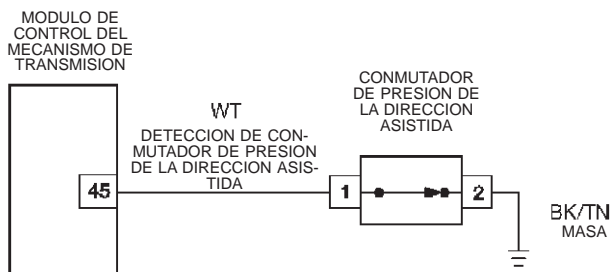 MODULO DE
CONTROL DEL
MECANISMO DE
TRANSMISION
CONMUTADOR
DE PRESION DE
LA DIRECCION
ASISTIDA
WT
DETECCION DE CON-
MUTADOR DE PRESION
DE LA DIRECCION ASIS-
TIDA
45
1
2
BK/TN
MASA